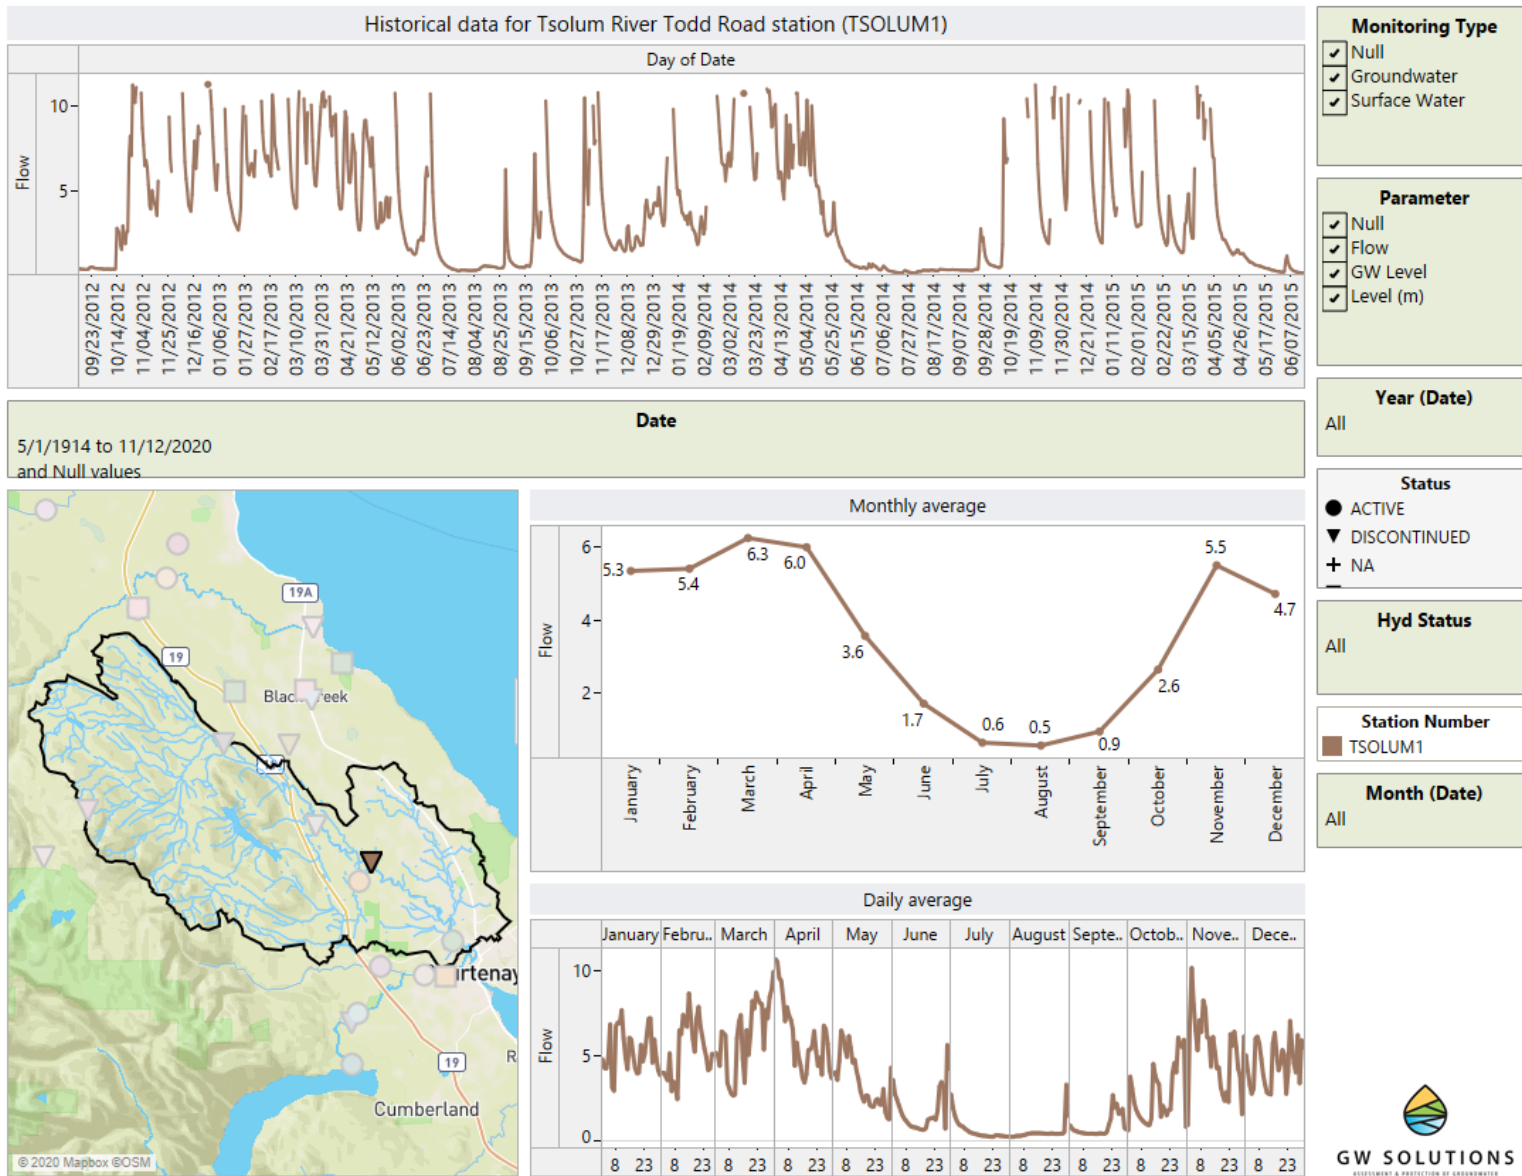 Historical data for Tsolum River Todd Road station (TSOLUM1)
Day of Date
Flow
10
5
09/23/2012
10/14/2012
11/04/2012
11/25/2012
12/16/2012
01/06/2013
01/27/2013
02/17/2013
03/10/2013
03/31/2013
04/21/2013
05/12/2013
06/02/2013
06/23/2013
07/14/2013
08/04/2013
08/25/2013
09/15/2013
10/06/2013
10/27/2013
11/17/2013
12/08/2013
12/29/2013
01/19/2014
02/09/2014
03/02/2014
03/23/2014
04/13/2014
05/04/2014
05/25/2014
06/15/2014
07/06/2014
07/27/2014
08/17/2014
09/07/2014
09/28/2014
10/19/2014
11/09/2014
11/30/2014
12/21/2014
01/11/2015
02/01/2015
02/22/2015
03/15/2015
04/05/2015
04/26/2015
05/17/2015
06/07/2015
Date
5/1/1914 to 11/12/2020
and Null values
19A
19
19
Cumberland
© 2020 Mapbox ©OSM
Monthly average
Flow
6
4
2
5.3
5.4
6.3
6.0
3.6
1.7
0.6
0.5
0.9
2.6
5.5
4.7
January
February
March
April
May
June
July
August
September
October
November
December
Daily average
January Febru.. March April May June July August Septe.. Octob.. Nove.. Dece..
Flow
10
5
0
8 23 8 23 8 23 8 23 8 23 8 23 8 23 8 23 8 23 8 23 8 23 8 23
Monitoring Type
Null
Groundwater
Surface Water
Parameter
Null
Flow
GW Level
Level (m)
Year (Date)
All
Status
ACTIVE
DISCONTINUED
NA
Hyd Status
All
Station Number
TSOLUM1
Month (Date)
All
GW SOLUTIONS
ASSESSMENT & PROTECTION OF GROUNDWATER